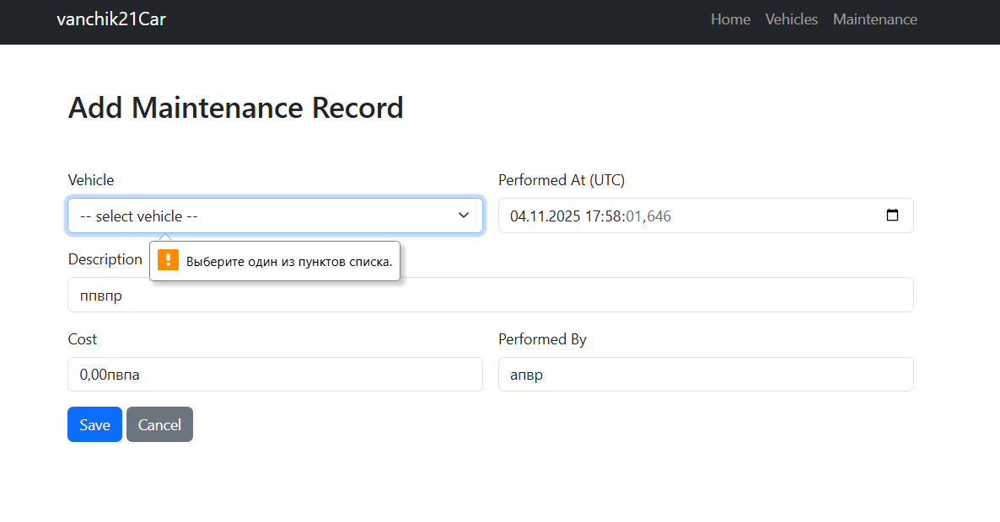 vanchik21Car Home Vehicles Maintenance
Add Maintenance Record
Vehicle Performed At (UTC)
-- select vehicle -- 04.11.2025 17:58:01,646
Description ! Выберите один из пунктов списка.
ппвпр
Cost Performed By
0,00пвпа апвр
Save Cancel